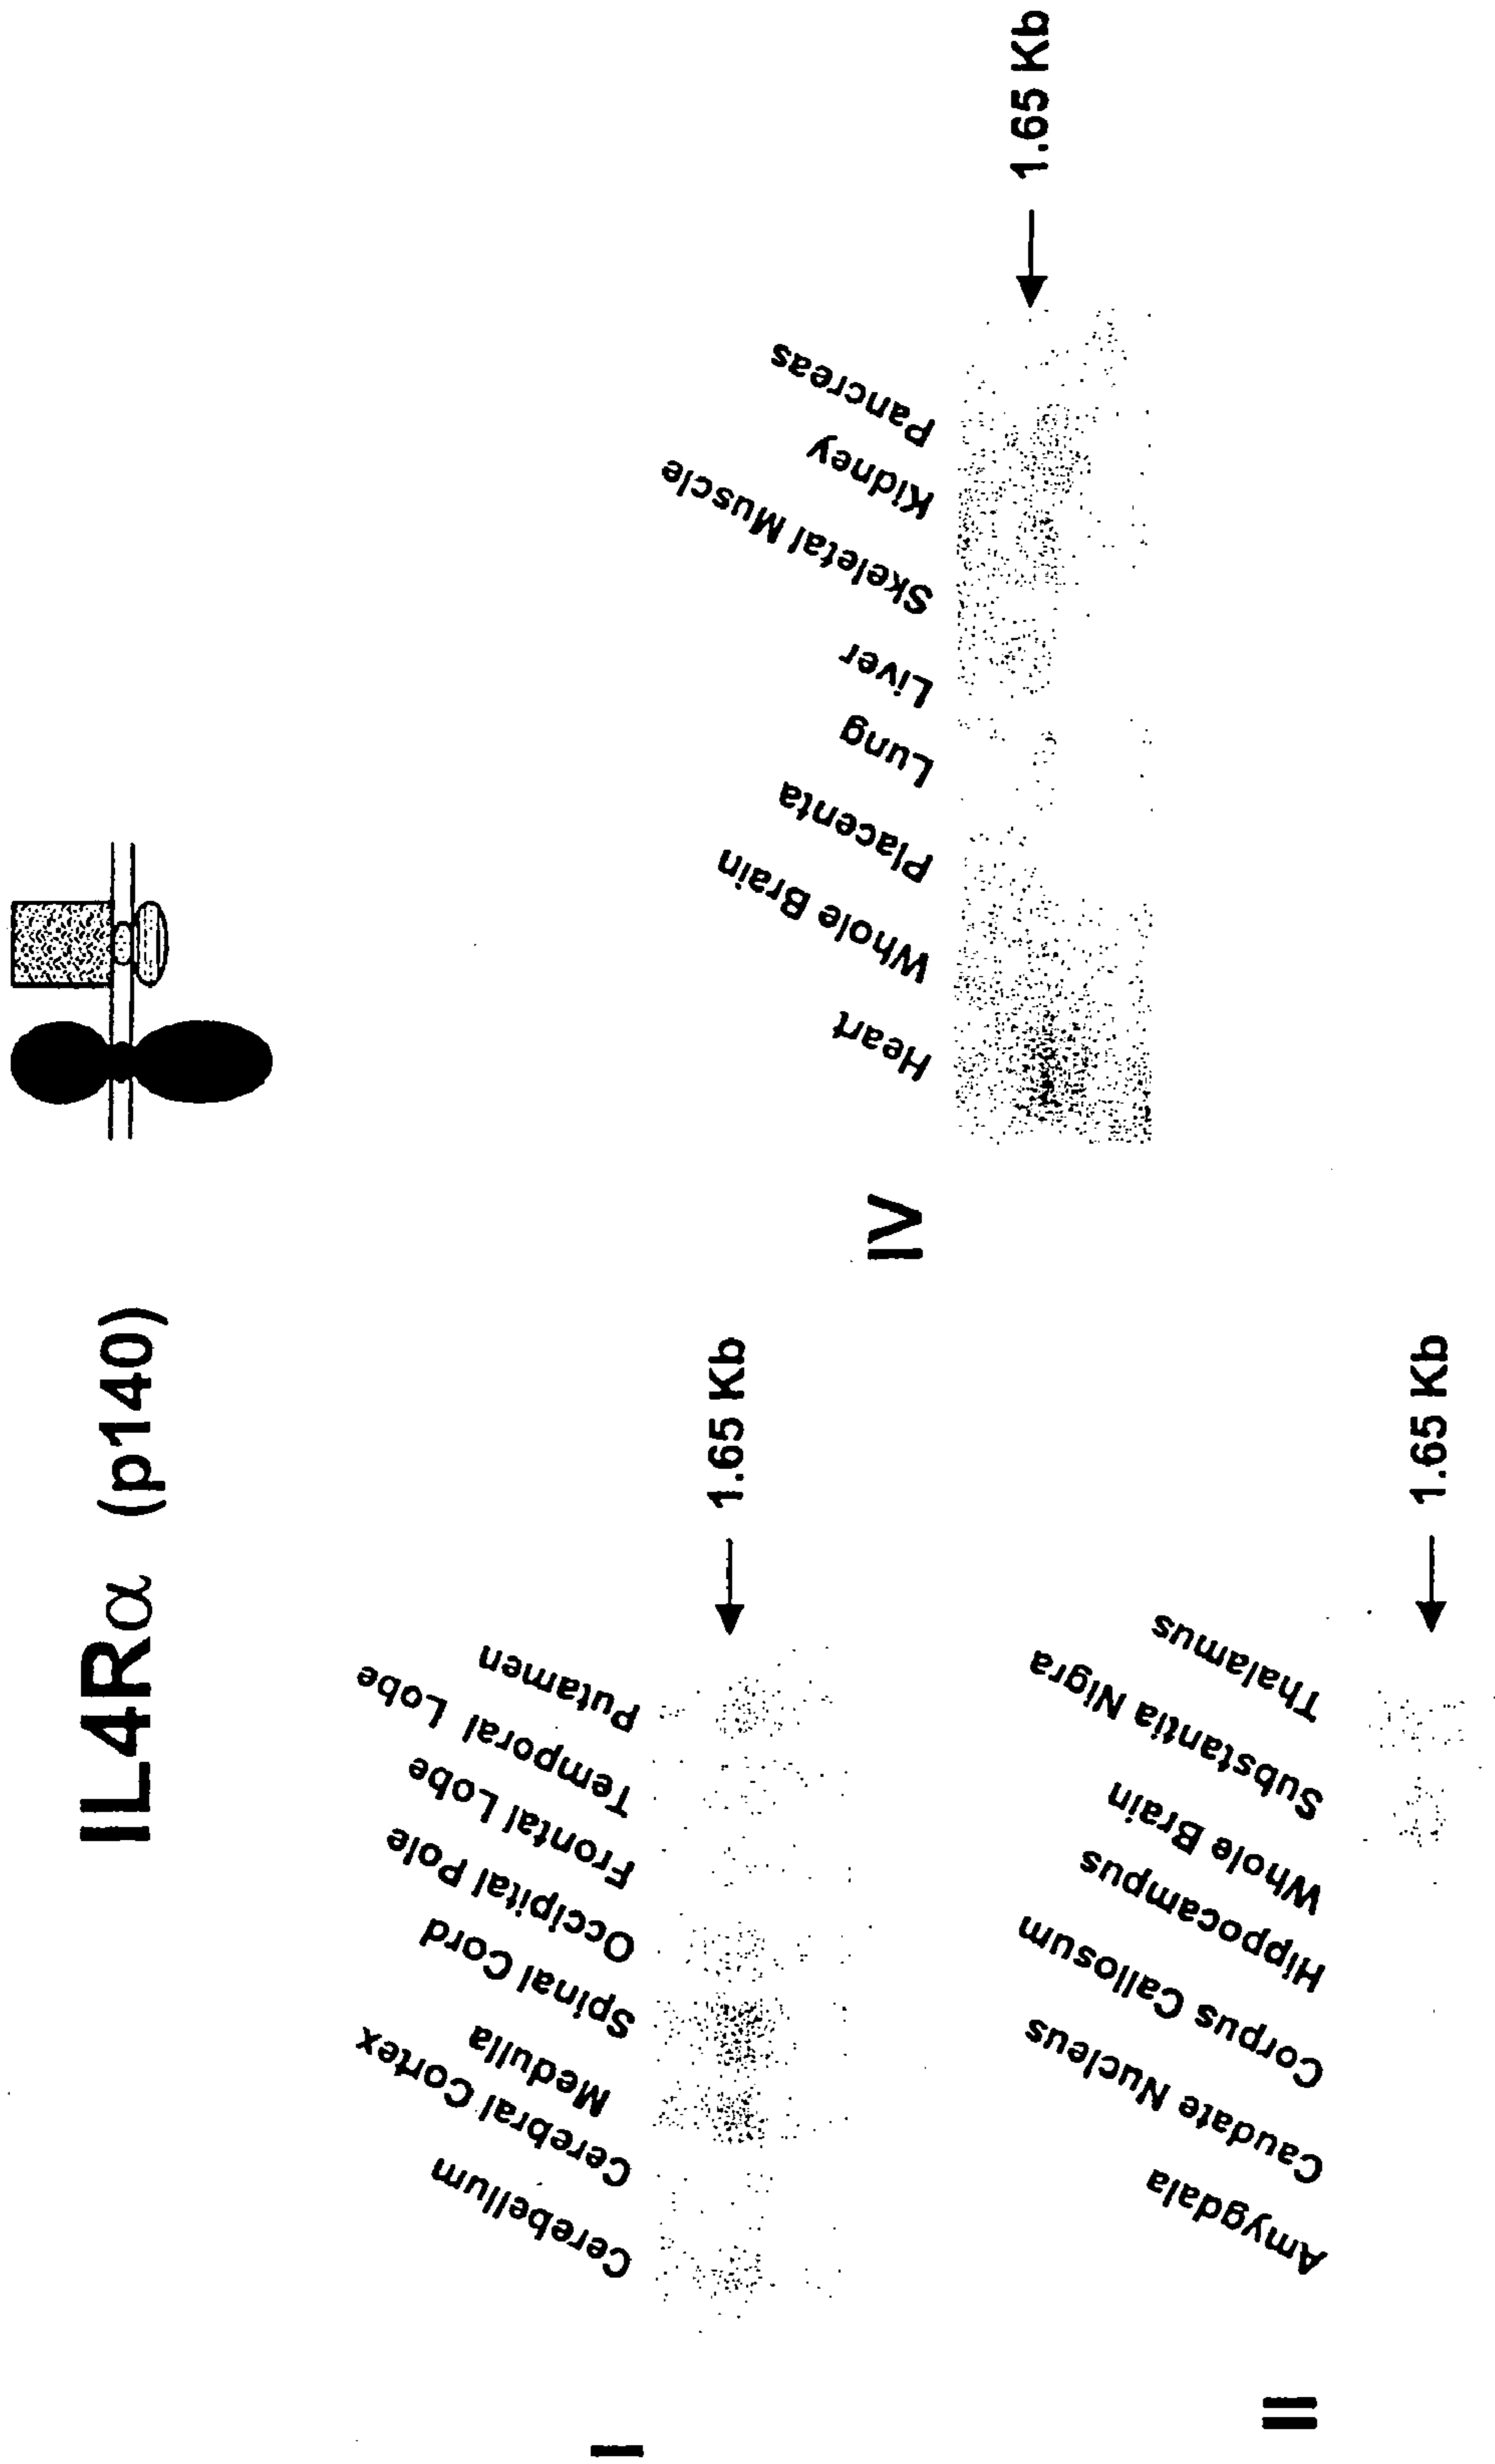 IL4Rα (p140)
I
Cerebellum
Cerebral Cortex
Medulla
Spinal Cord
Occipital Pole
Frontal Lobe
Temporal Lobe
Putamen
1.65 Kb
II
Amygdala
Caudate Nucleus
Corpus Callosum
Hippocampus
Whole Brain
Substantia Nigra
Thalamus
1.65 Kb
IV
Heart
Whole Brain
Placenta
Lung
Liver
Skeletal Muscle
Kidney
Pancreas
1.65 Kb